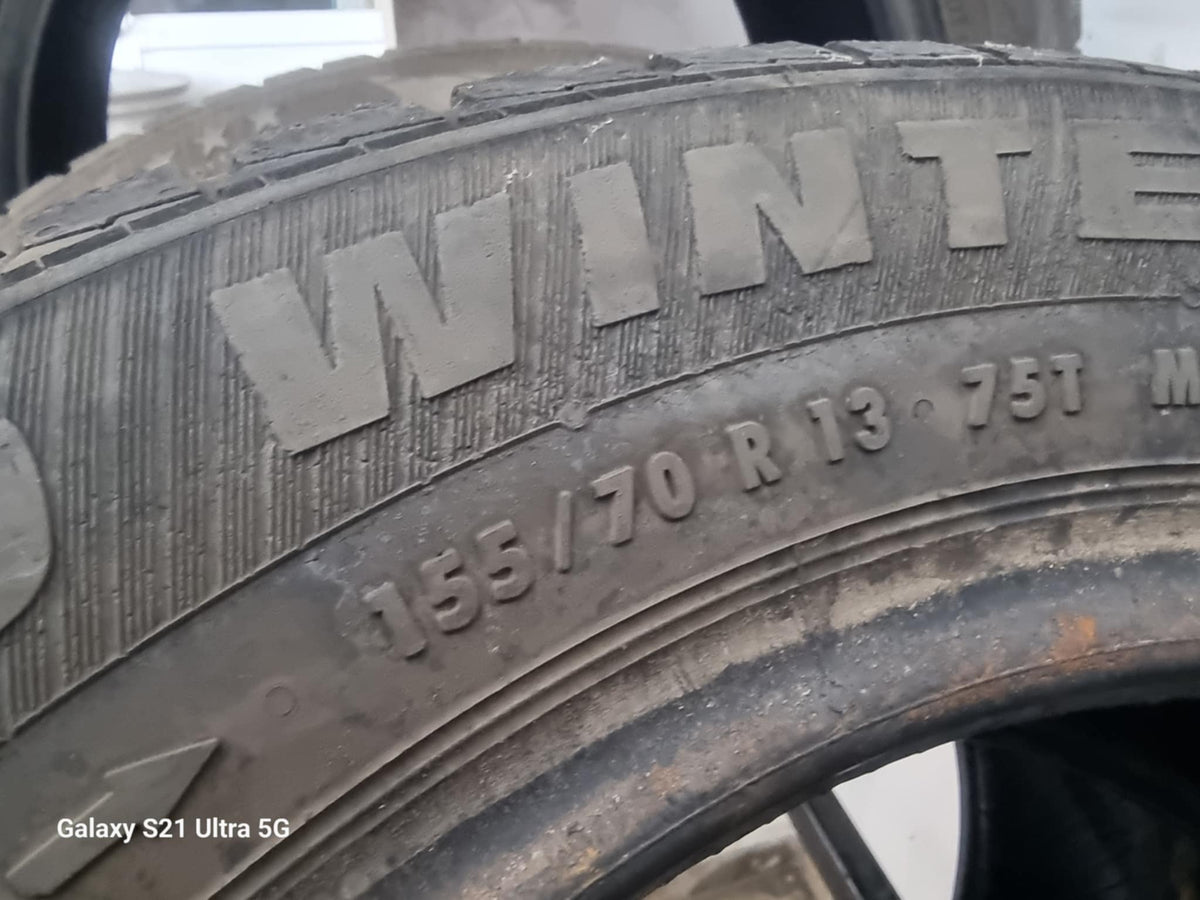 WINTE
155/70 R 13 75T M
Galaxy S21 Ultra 5G